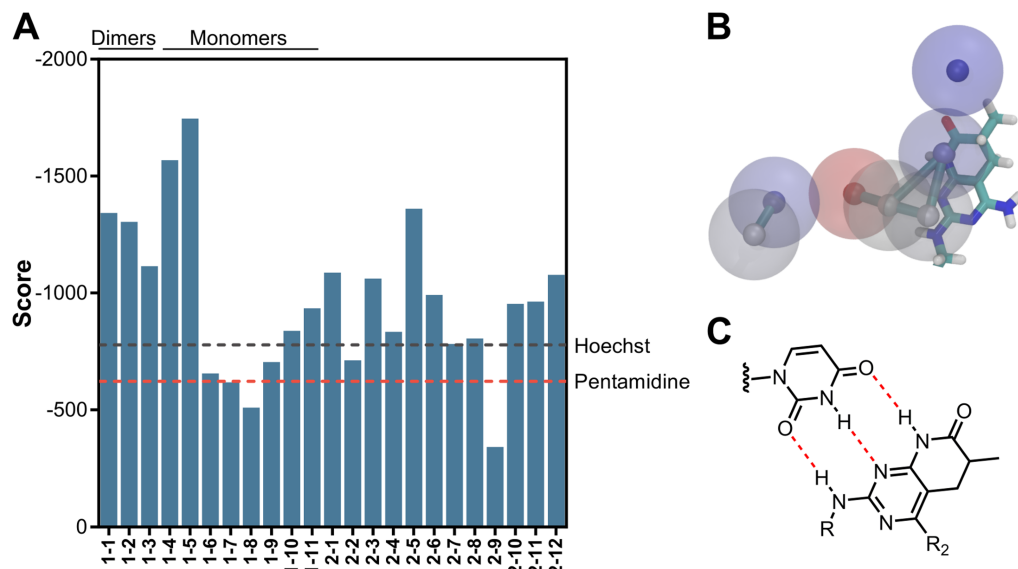 A
Dimers Monomers
-2000
-1500
-1000
-500
0
Score
Hoechst
Pentamidine
1-1
1-2
1-3
1-4
1-5
1-6
1-7
1-8
1-9
1-11
2-1
2-2
2-3
2-4
2-5
2-6
2-7
2-8
2-9
B
C
N
O
O
N
H
H
N
O
N
H
N
R
N
R2